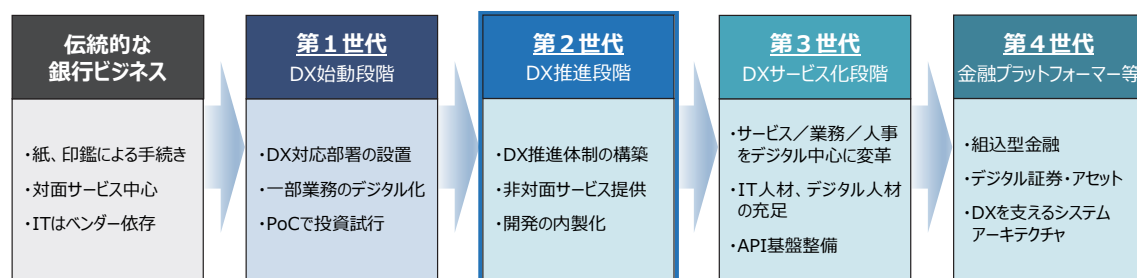 伝統的な
銀行ビジネス
・紙、印鑑による手続き
・対面サービス中心
・ITはベンダー依存
第１世代
DX始動段階
・DX対応部署の設置
・一部業務のデジタル化
・PoCで投資試行
第２世代
DX推進段階
・DX推進体制の構築
・非対面サービス提供
・開発の内製化
第３世代
DXサービス化段階
・サービス／業務／人事
をデジタル中心に変革
・IT人材、デジタル人材
の充足
・API基盤整備
第４世代
金融プラットフォーマー等
・組込型金融
・デジタル証券・アセット
・DXを支えるシステム
アーキテクチャ